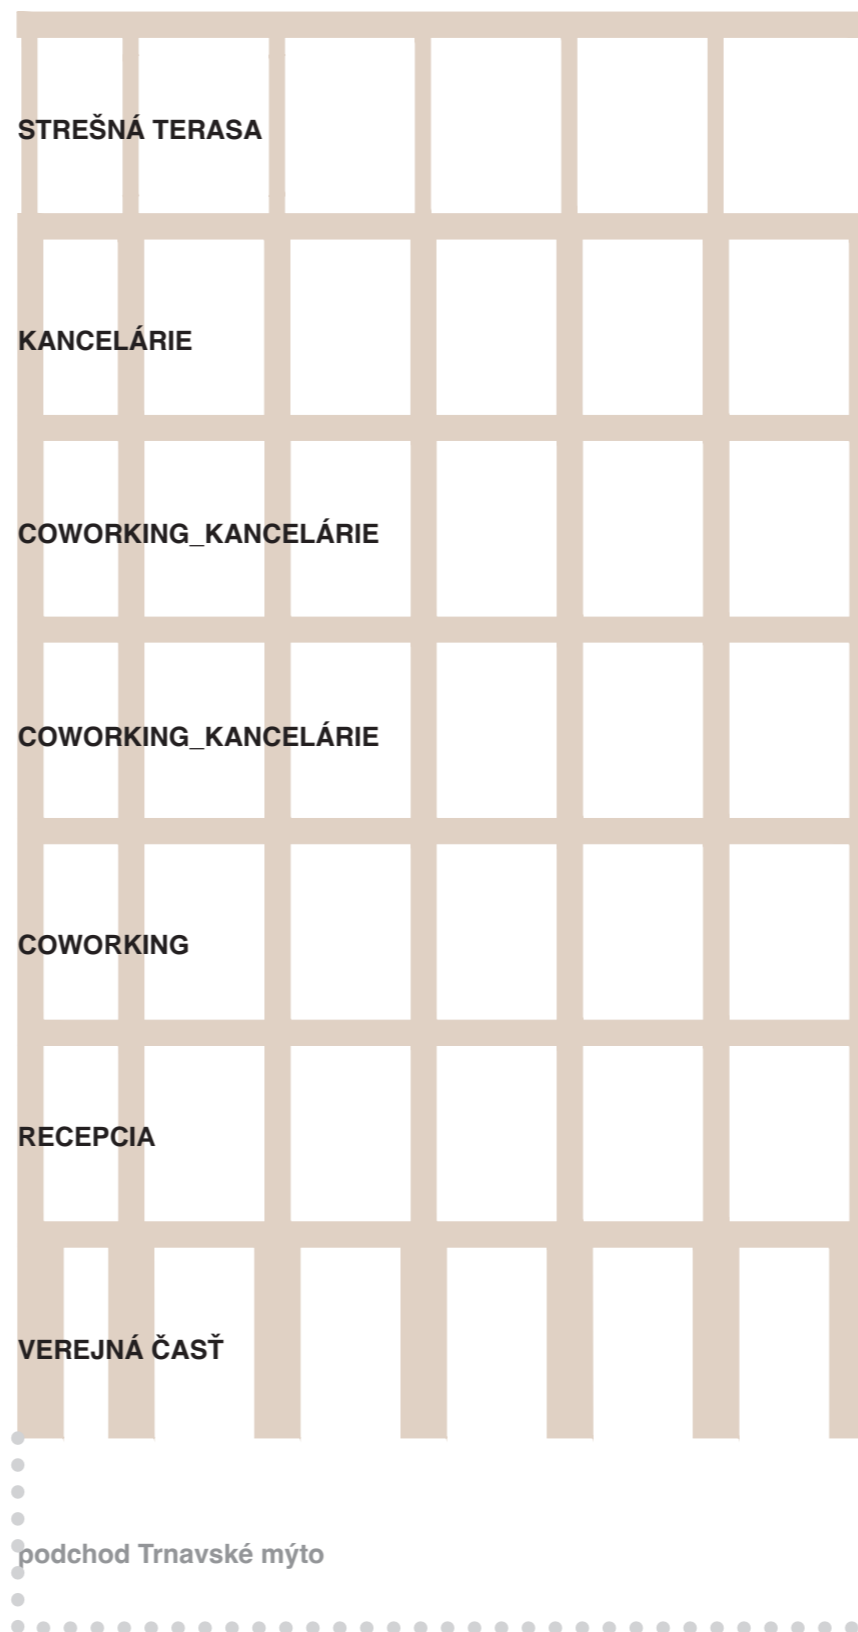 STREŠNÁ TERASA
KANCELÁRIE
COWORKING_KANCELÁRIE
COWORKING_KANCELÁRIE
COWORKING
RECEPCIA
VEREJNÁ ČASŤ
podchod Trnavské mýto